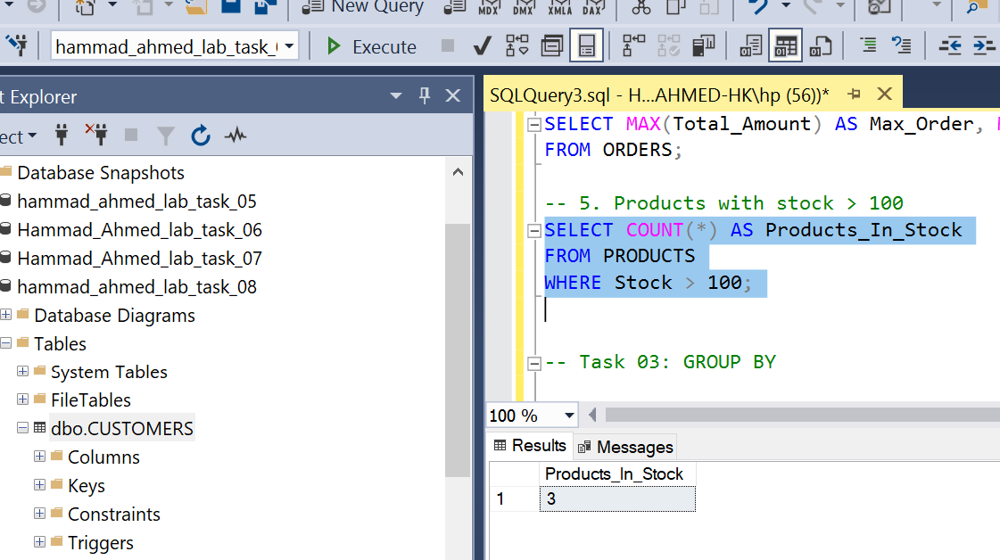 New Query
MDX DMX XMLA DAX
hammad_ahmed_lab_task_
Execute
t Explorer
ect
Database Snapshots
hammad_ahmed_lab_task_05
Hammad_Ahmed_lab_task_06
Hammad_Ahmed_lab_task_07
hammad_ahmed_lab_task_08
Database Diagrams
Tables
System Tables
FileTables
dbo.CUSTOMERS
Columns
Keys
Constraints
Triggers
SQLQuery3.sql - H...AHMED-HK\hp (56))*
SELECT MAX(Total_Amount) AS Max_Order,
FROM ORDERS;
-- 5. Products with stock > 100
SELECT COUNT(*) AS Products_In_Stock
FROM PRODUCTS
WHERE Stock > 100;
-- Task 03: GROUP BY
100 %
Results Messages
Products_In_Stock
1 3